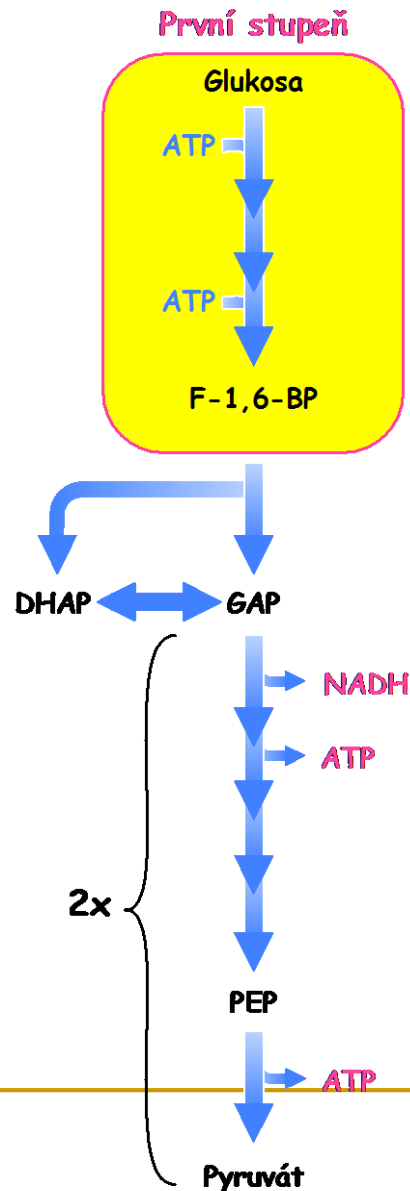 První stupeň
Glukosa
ATP
ATP
F-1,6-BP
DHAP
GAP
NADH
ATP
2x
PEP
ATP
Pyruvát